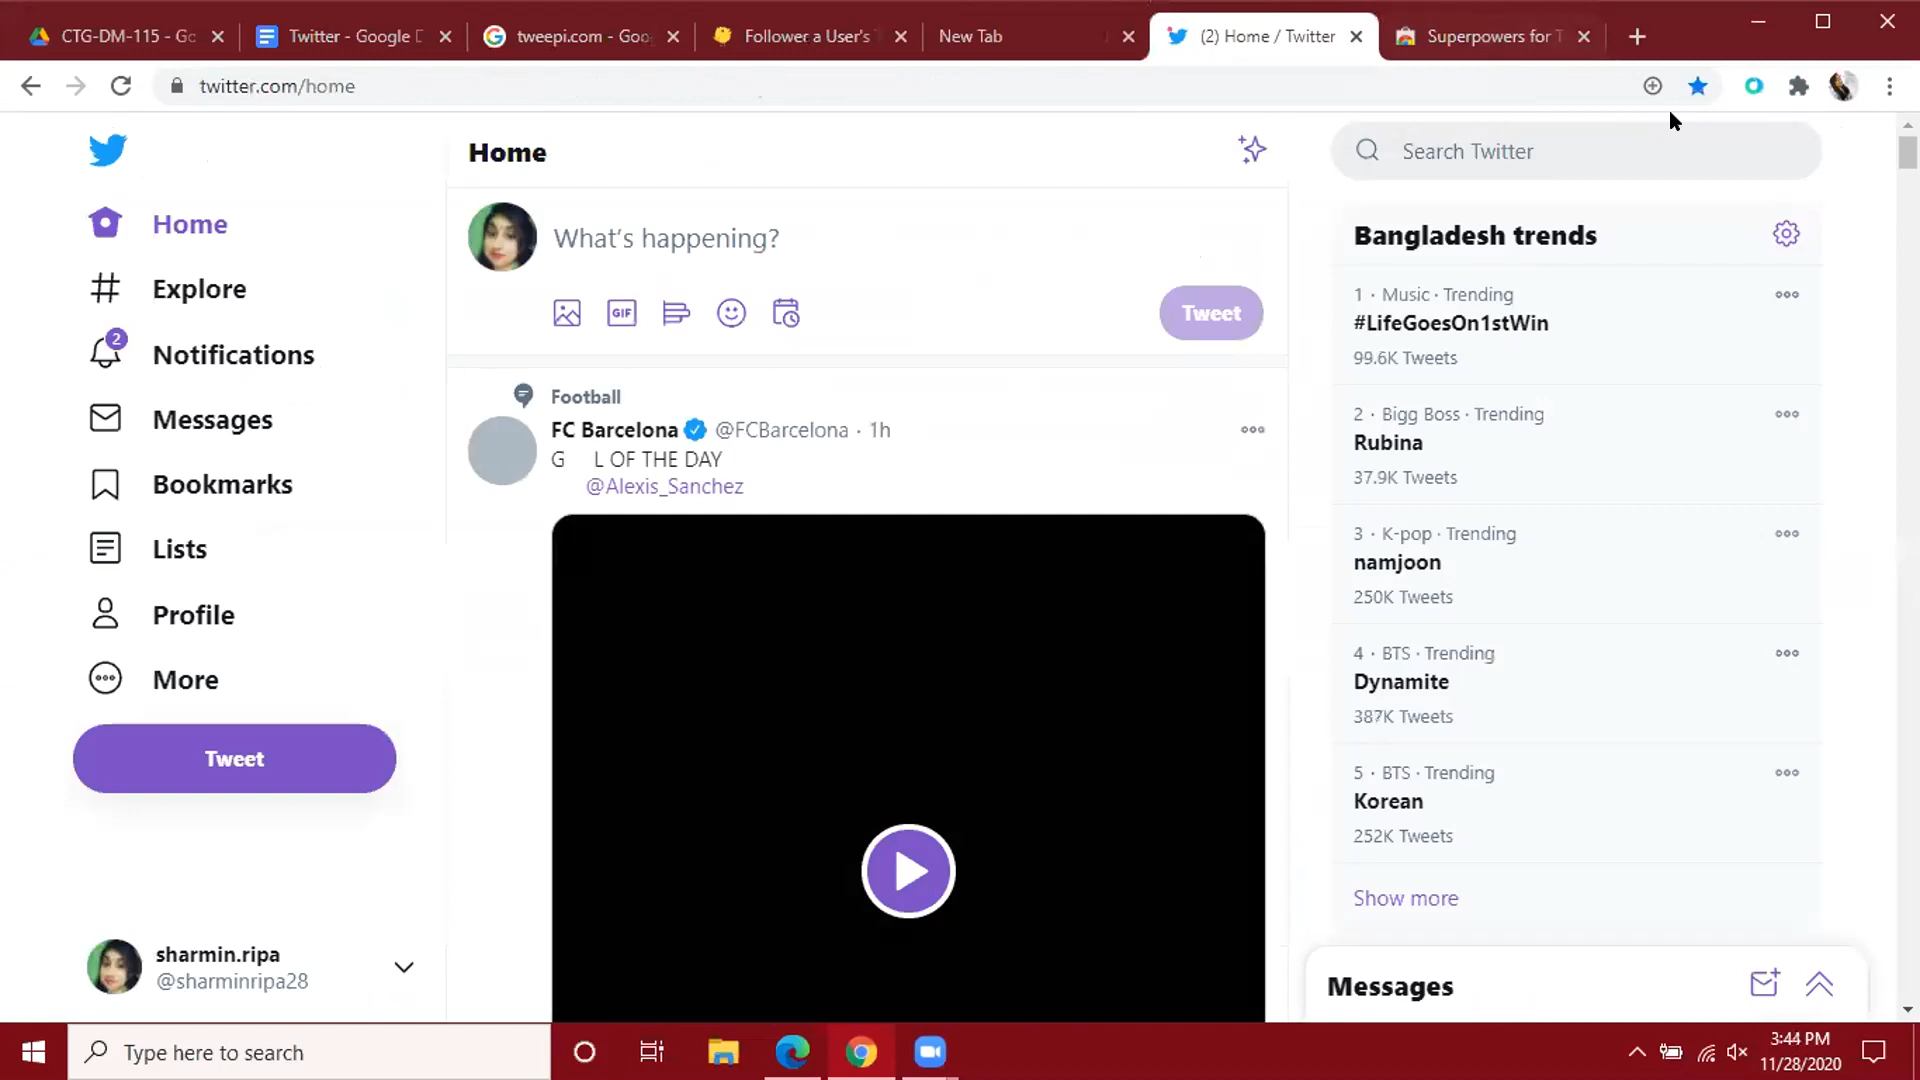 CTG-DM-115 - Go
Twitter - Google D
tweepi.com - Goo
Follower a User's T
New Tab
(2) Home / Twitter
Superpowers for T
twitter.com/home
Home
Search Twitter
Home
Explore
2
Notifications
Messages
Bookmarks
Lists
Profile
More
Tweet
sharmin.ripa
@sharminripa28
What's happening?
GIF
Tweet
Football
FC Barcelona @FCBarcelona · 1h
G L OF THE DAY
@Alexis_Sanchez
Bangladesh trends
1 · Music · Trending
#LifeGoesOn1stWin
99.6K Tweets
2 · Bigg Boss · Trending
Rubina
37.9K Tweets
3 · K-pop · Trending
namjoon
250K Tweets
4 · BTS · Trending
Dynamite
387K Tweets
5 · BTS · Trending
Korean
252K Tweets
Show more
Messages
Type here to search
3:44 PM
11/28/2020